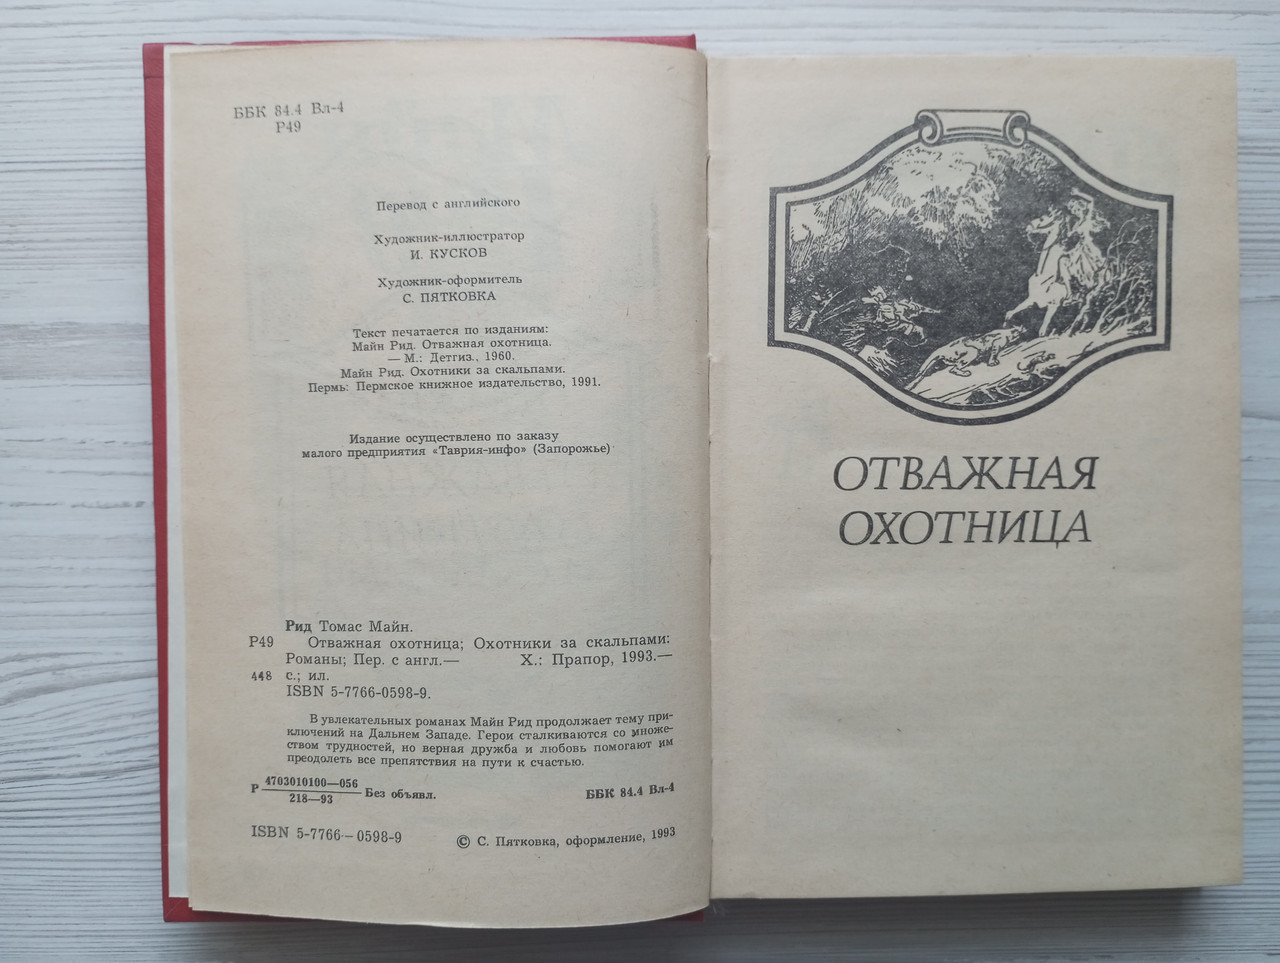 ББК 84.4 Вл-4
Р49
Перевод с английского
Художник-иллюстратор
И. КУСКОВ
Художник-оформитель
С. ПЯТКОВКА
Текст печатается по изданиям:
Майн Рид. Отважная охотница.
— М.: Детгиз., 1960.
Майн Рид. Охотники за скальпами.
Пермь: Пермское книжное издательство, 1991.
Издание осуществлено по заказу
малого предприятия «Таврия-инфо» (Запорожье)
Рид Томас Майн.
Р49 Отважная охотница; Охотники за скальпами:
Романы; Пер. с англ.— Х.: Прапор, 1993.—
448 с.; ил.
ISBN 5-7766-0598-9.
В увлекательных романах Майн Рид продолжает тему при-
ключений на Дальнем Западе. Герои сталкиваются со множе-
ством трудностей, но верная дружба и любовь помогают им
преодолеть все препятствия на пути к счастью.
Р 4703010100—056
218—93 Без объявл. ББК 84.4 Вл-4
ISBN 5-7766-0598-9 © С. Пятковка, оформление, 1993
ОТВАЖНАЯ
ОХОТНИЦА